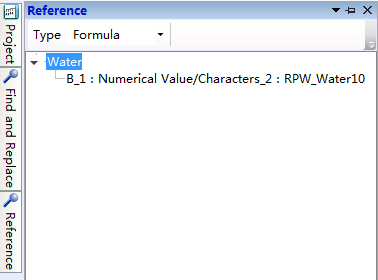 Reference
Type Formula
Water
B_1 : Numerical Value/Characters_2 : RPW_Water10
Project
Find and Replace
Reference